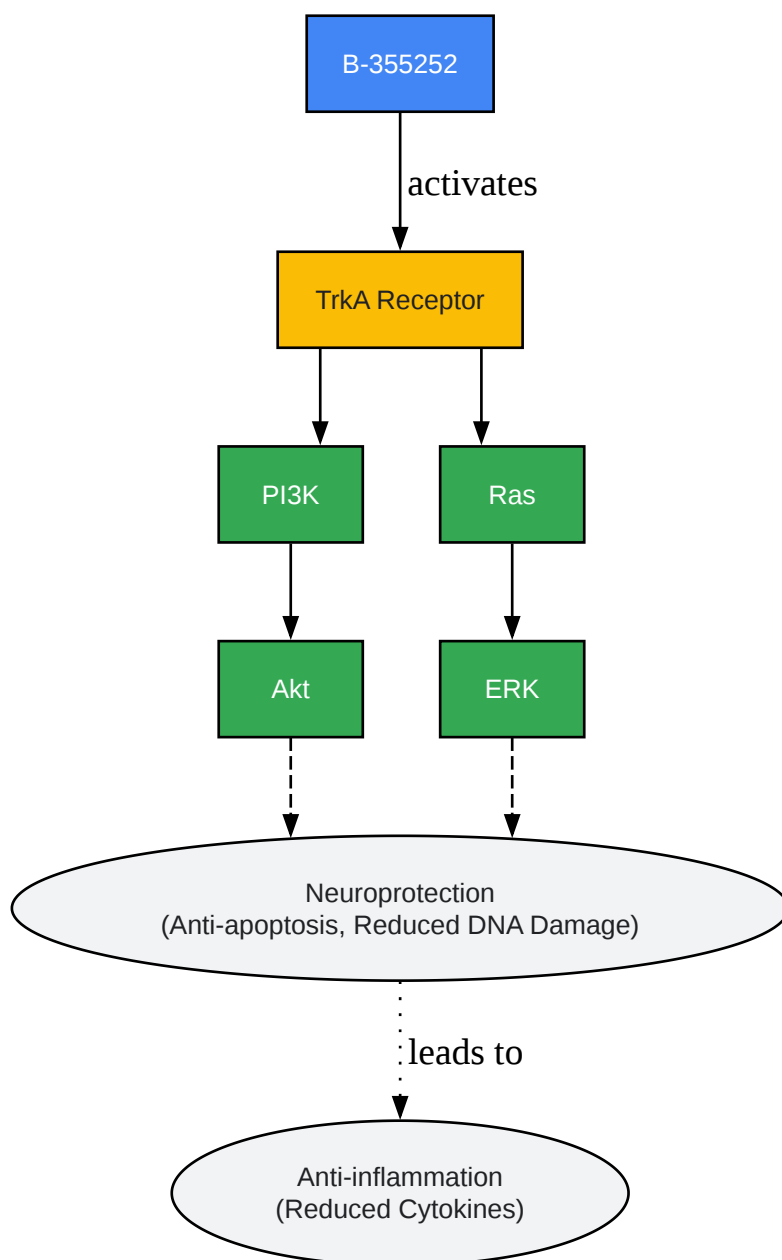 B-355252
activates
TrkA Receptor
PI3K
Ras
Akt
ERK
Neuroprotection
(Anti-apoptosis, Reduced DNA Damage)
leads to
Anti-inflammation
(Reduced Cytokines)